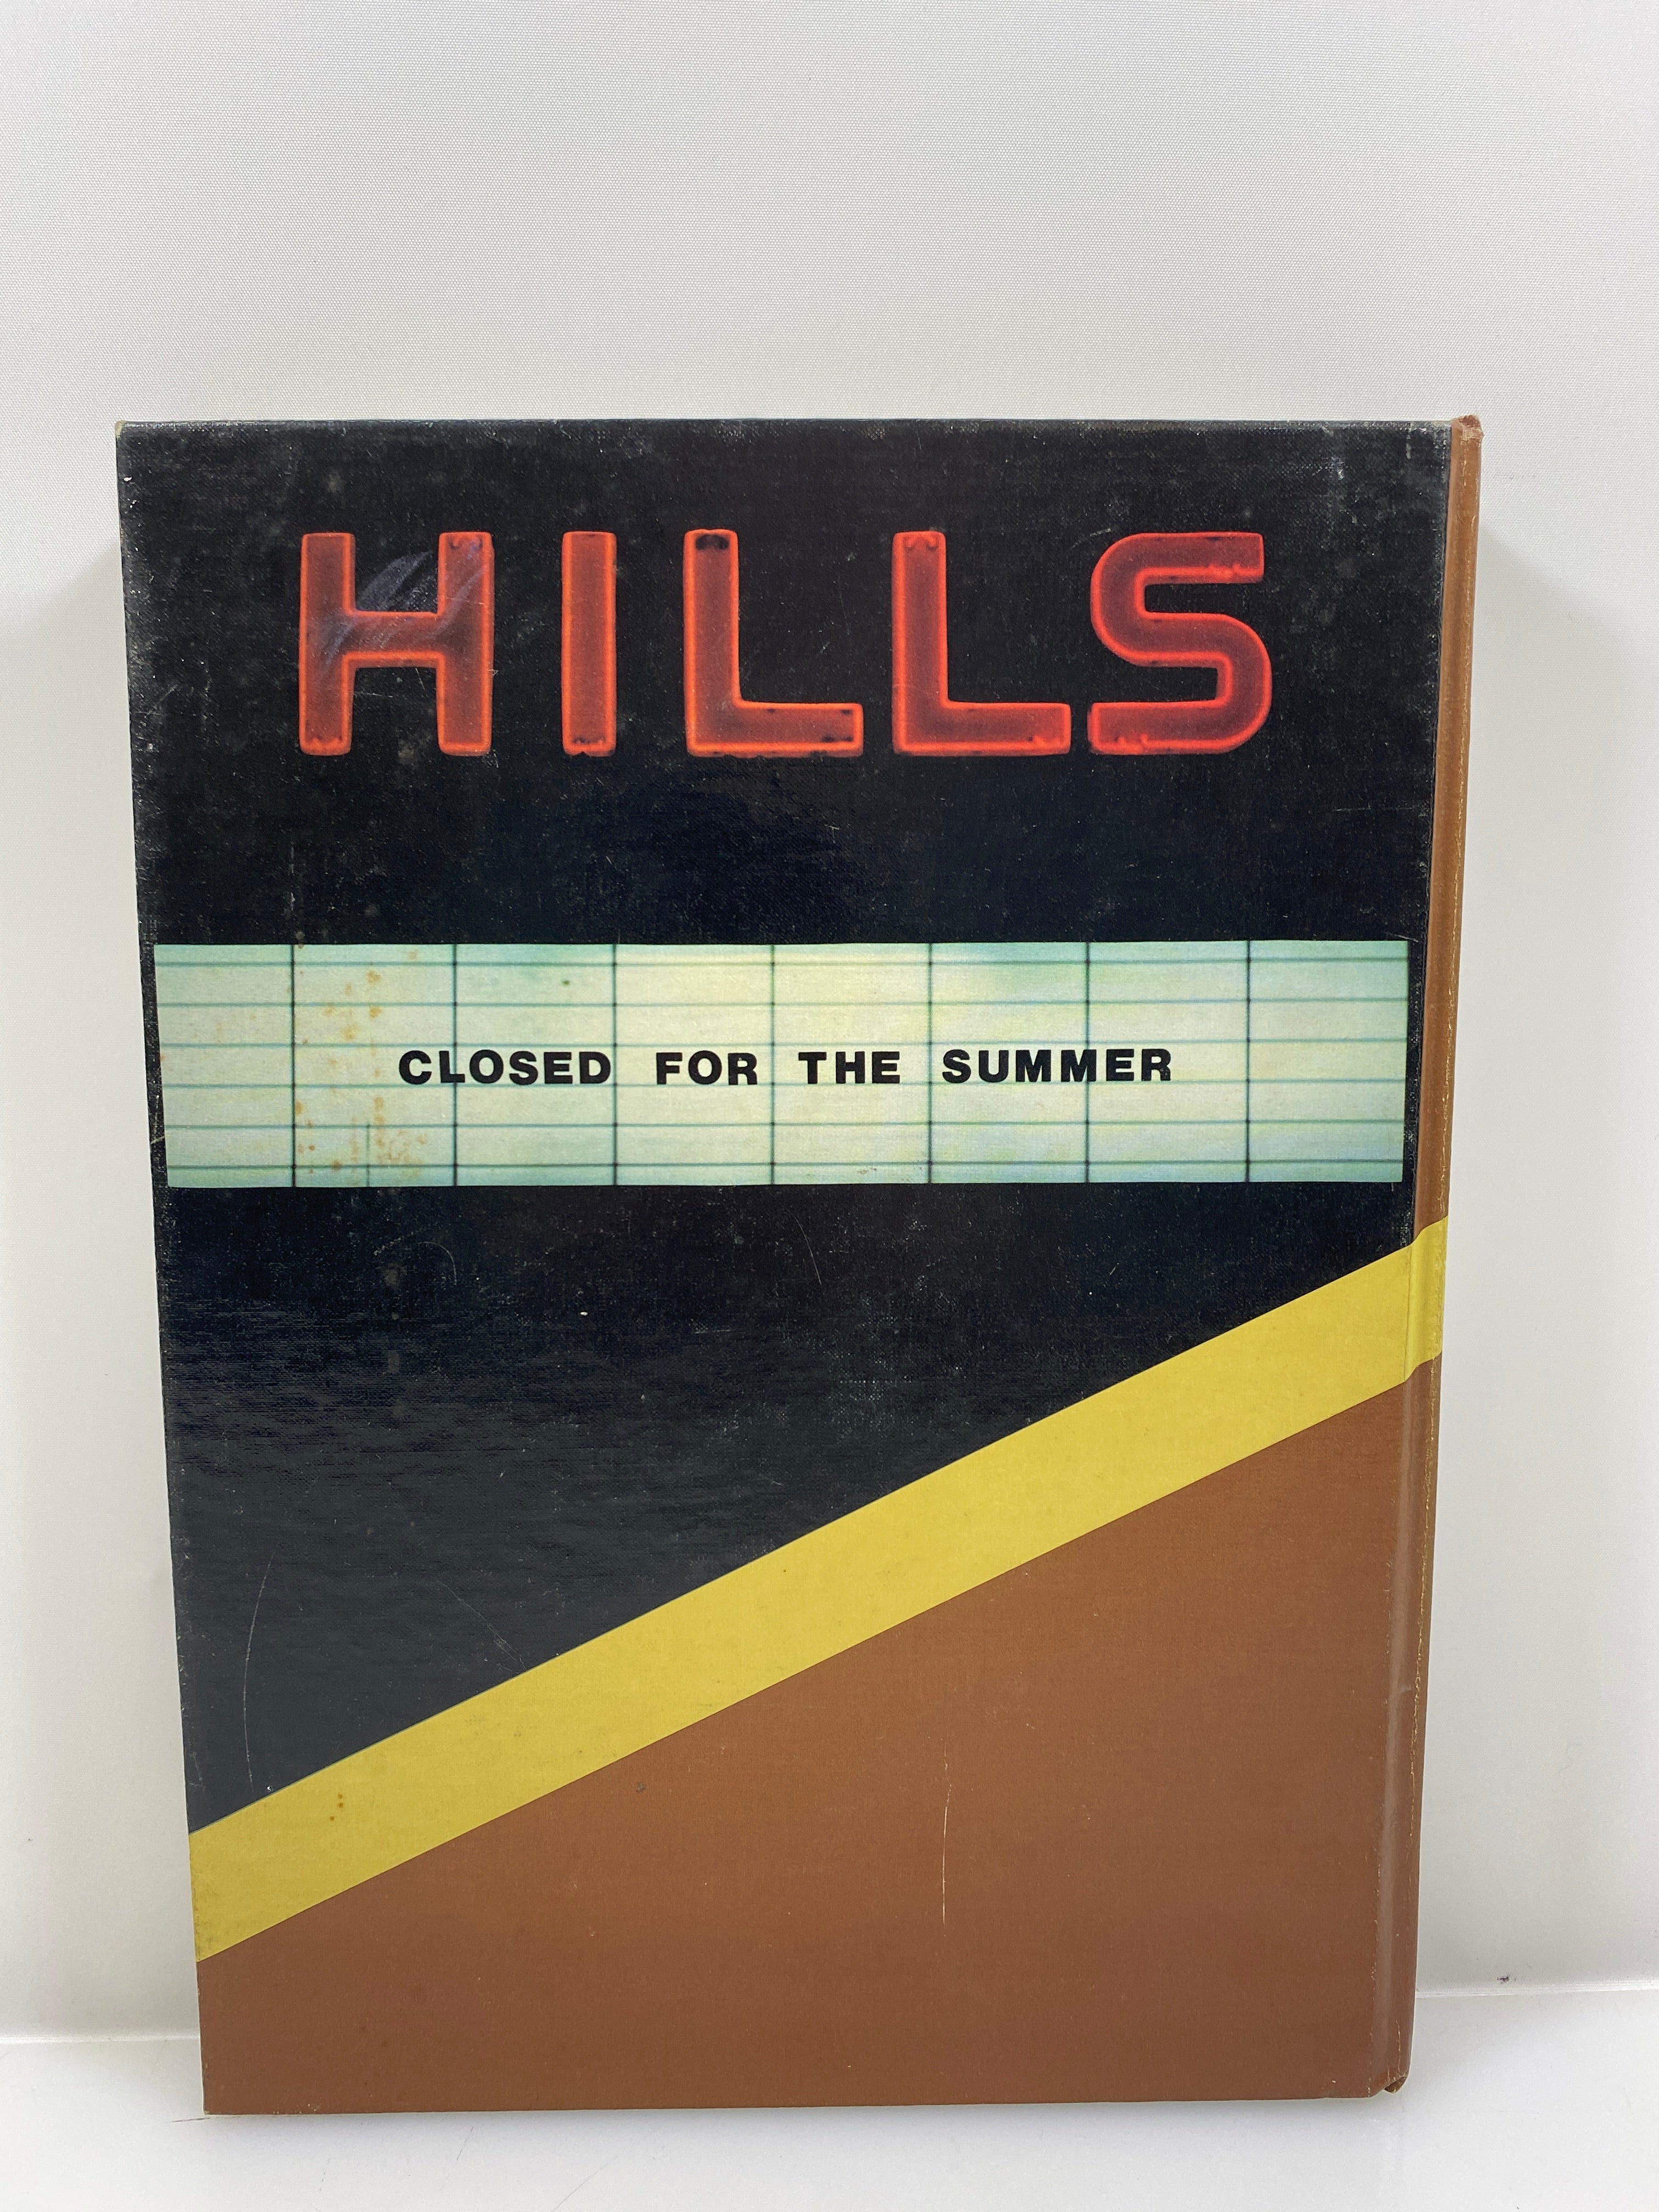 HILLS
CLOSED FOR THE SUMMER